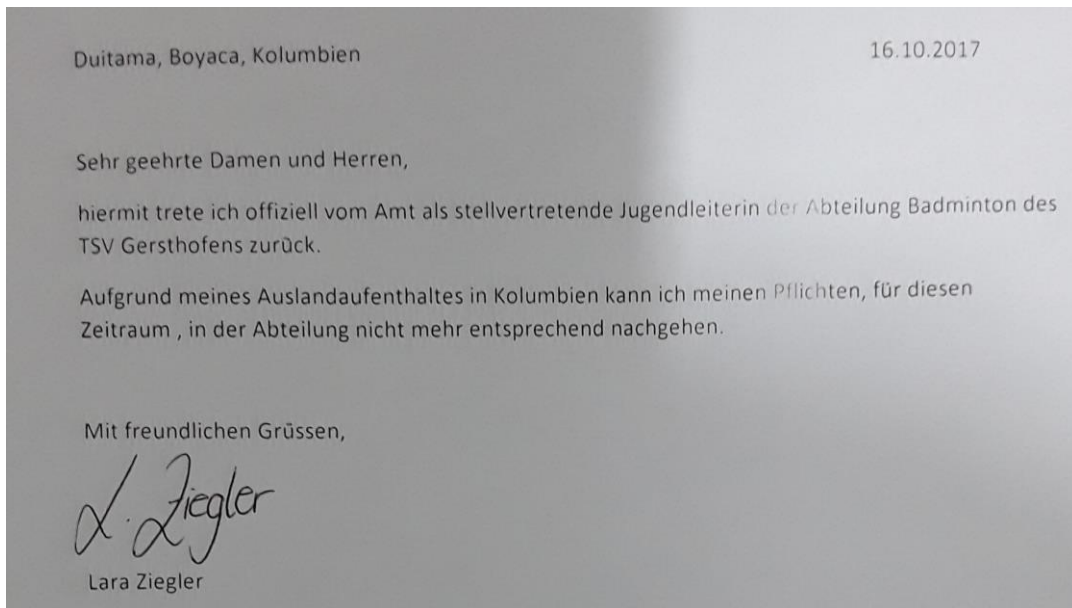 Duitama, Boyaca, Kolumbien 16.10.2017
Sehr geehrte Damen und Herren,
hiermit trete ich offiziell vom Amt als stellvertretende Jugendleiterin der Abteilung Badminton des
TSV Gersthofens zurück.
Aufgrund meines Auslandaufenthaltes in Kolumbien kann ich meinen Pflichten, für diesen
Zeitraum , in der Abteilung nicht mehr entsprechend nachgehen.
Mit freundlichen Grüssen,
L. Ziegler
Lara Ziegler